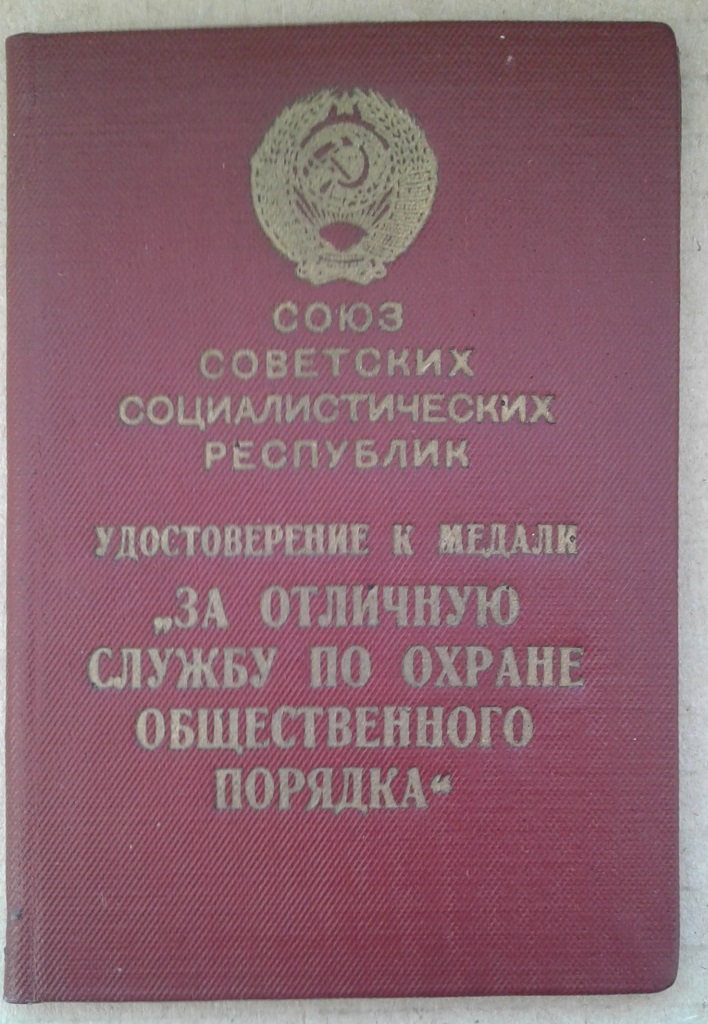 СОЮЗ
СОВЕТСКИХ
СОЦИАЛИСТИЧЕСКИХ
РЕСПУБЛИК
УДОСТОВЕРЕНИЕ К МЕДАЛИ
„ЗА ОТЛИЧНУЮ
СЛУЖБУ ПО ОХРАНЕ
ОБЩЕСТВЕННОГО
ПОРЯДКА“